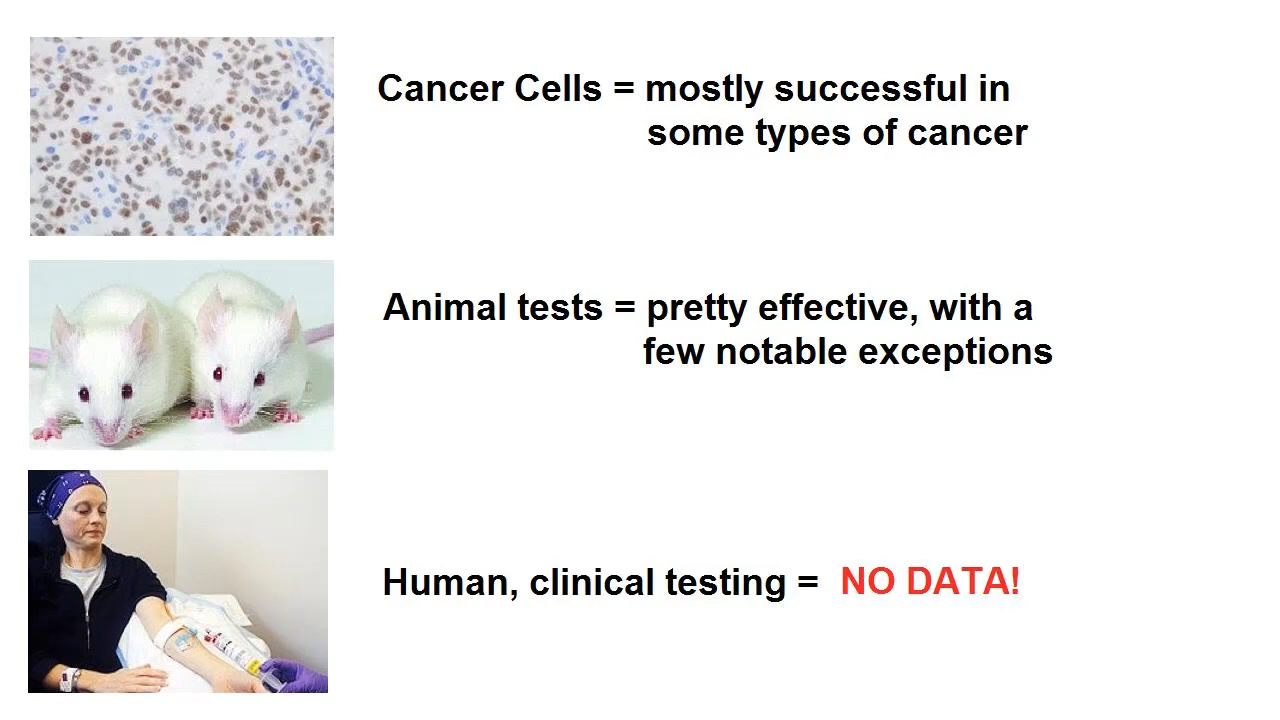 Cancer Cells = mostly successful in
some types of cancer
Animal tests = pretty effective, with a
few notable exceptions
Human, clinical testing = NO DATA!